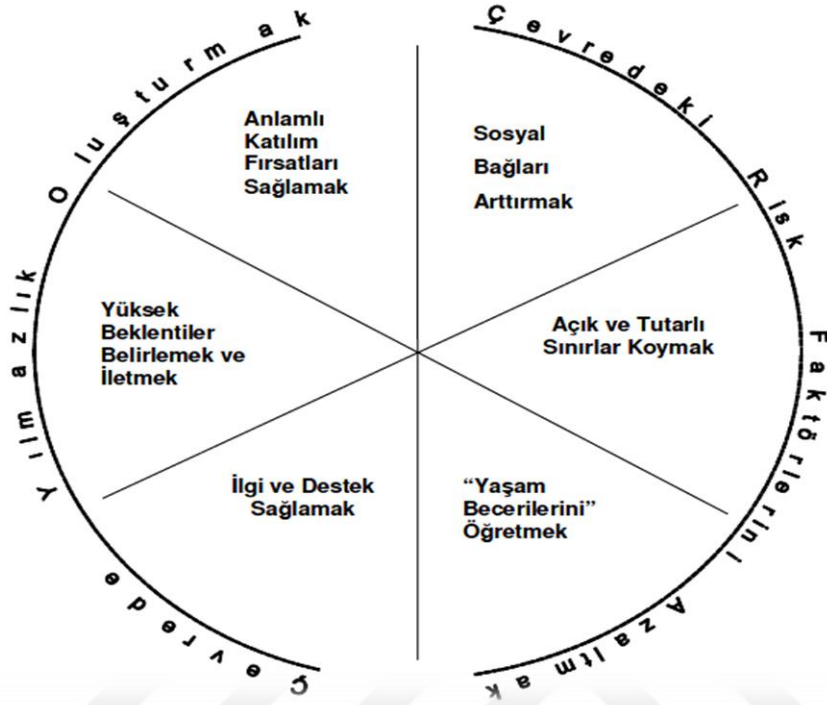 Çevrede Yılmazlık Oluşturmak
Çevredeki Risk Faktörlerini Azaltmak
Anlamlı
Katılım
Fırsatları
Sağlamak
Sosyal
Bağları
Arttırmak
Yüksek
Beklentiler
Belirlemek ve
İletmek
Açık ve Tutarlı
Sınırlar Koymak
İlgi ve Destek
Sağlamak
“Yaşam
Becerilerini”
Öğretmek